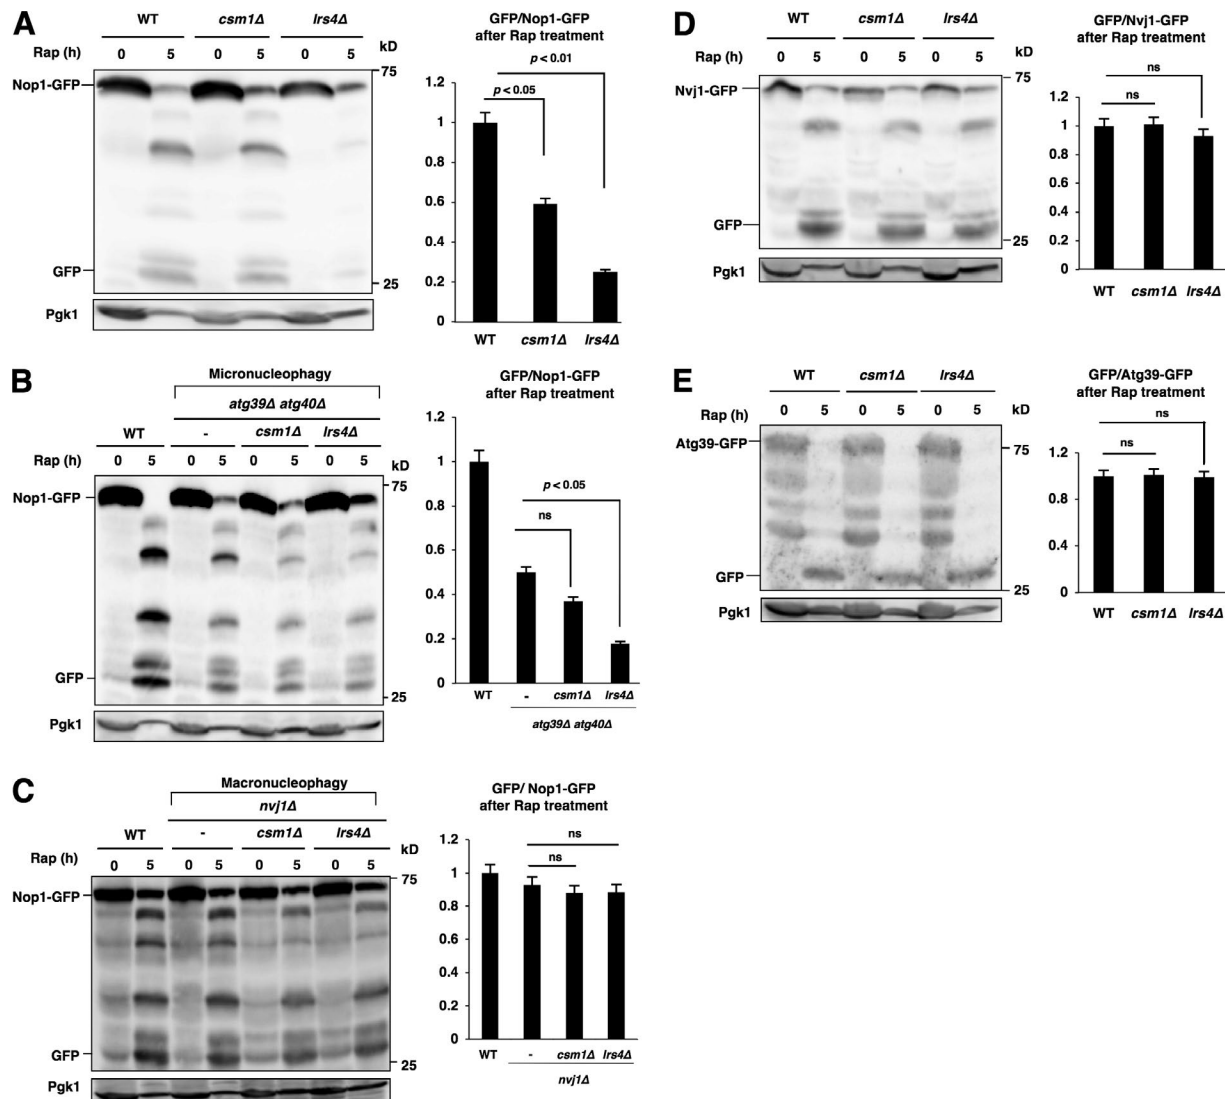 A
WT csm1Δ lrs4Δ
Rap (h) 0 5 0 5 0 5 kD
Nop1-GFP 75
GFP 25
Pgk1
GFP/Nop1-GFP
after Rap treatment
p < 0.01
p < 0.05
1.2
1
0.8
0.6
0.4
0.2
0
WT csm1Δ lrs4Δ
B
Micronucleophagy
atg39Δ atg40Δ
WT - csm1Δ lrs4Δ
Rap (h) 0 5 0 5 0 5 0 5 kD
Nop1-GFP 75
GFP 25
Pgk1
GFP/Nop1-GFP
after Rap treatment
p < 0.05
ns
1.2
1
0.8
0.6
0.4
0.2
0
WT - csm1Δ lrs4Δ
atg39Δ atg40Δ
C
Macronucleophagy
nvj1Δ
WT - csm1Δ lrs4Δ
Rap (h) 0 5 0 5 0 5 0 5 kD
Nop1-GFP 75
GFP 25
Pgk1
GFP/ Nop1-GFP
after Rap treatment
ns
ns
1.2
1
0.8
0.6
0.4
0.2
0
WT - csm1Δ lrs4Δ
nvj1Δ
D
WT csm1Δ lrs4Δ
Rap (h) 0 5 0 5 0 5 kD
Nvj1-GFP 75
GFP 25
Pgk1
GFP/Nvj1-GFP
after Rap treatment
ns
ns
1.2
1
0.8
0.6
0.4
0.2
0
WT csm1Δ lrs4Δ
E
WT csm1Δ lrs4Δ
Rap (h) 0 5 0 5 0 5 kD
Atg39-GFP 75
GFP 25
Pgk1
GFP/Atg39-GFP
after Rap treatment
ns
ns
1.2
0.8
0.4
0
WT csm1Δ lrs4Δ